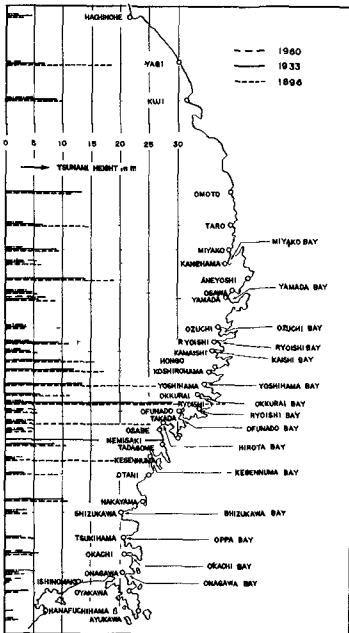 HACHINOHE
1960
1933
1896
YAGI
KUJI
0 5 10 15 20 25 30
TSUNAMI HEIGHT, in m
OMOTO
TARO
MIYAKO BAY
MIYAKO
KANEHAMA
ANEYOSHI
YAMADA BAY
OSAWA
YAMADA
OZUCHI OZUCHI BAY
RYOISHI RYOISHI BAY
KAMAISHI
KAISHI BAY
HONGO
KOSHIROHAMA
YOSHIHAMA YOSHIHAMA BAY
OKKURAI OKKURAI BAY
RYOISHI RYOISHI BAY
OFUNADO
TAKADA OFUNADO BAY
OSABE
NEMISAKI
TADAGOME HIROTA BAY
KESENNUMA
OTANI KESENNUMA BAY
NAKAYAMA
SHIZUKAWA SHIZUKAWA BAY
TSUKIHAMA OPPA BAY
OKACHI
OKACHI BAY
ONAGAWA
ONAGAWA BAY
ISHINOMAKI
OYAKAWA
HANAFUCHIHAMA
AYUKAWA